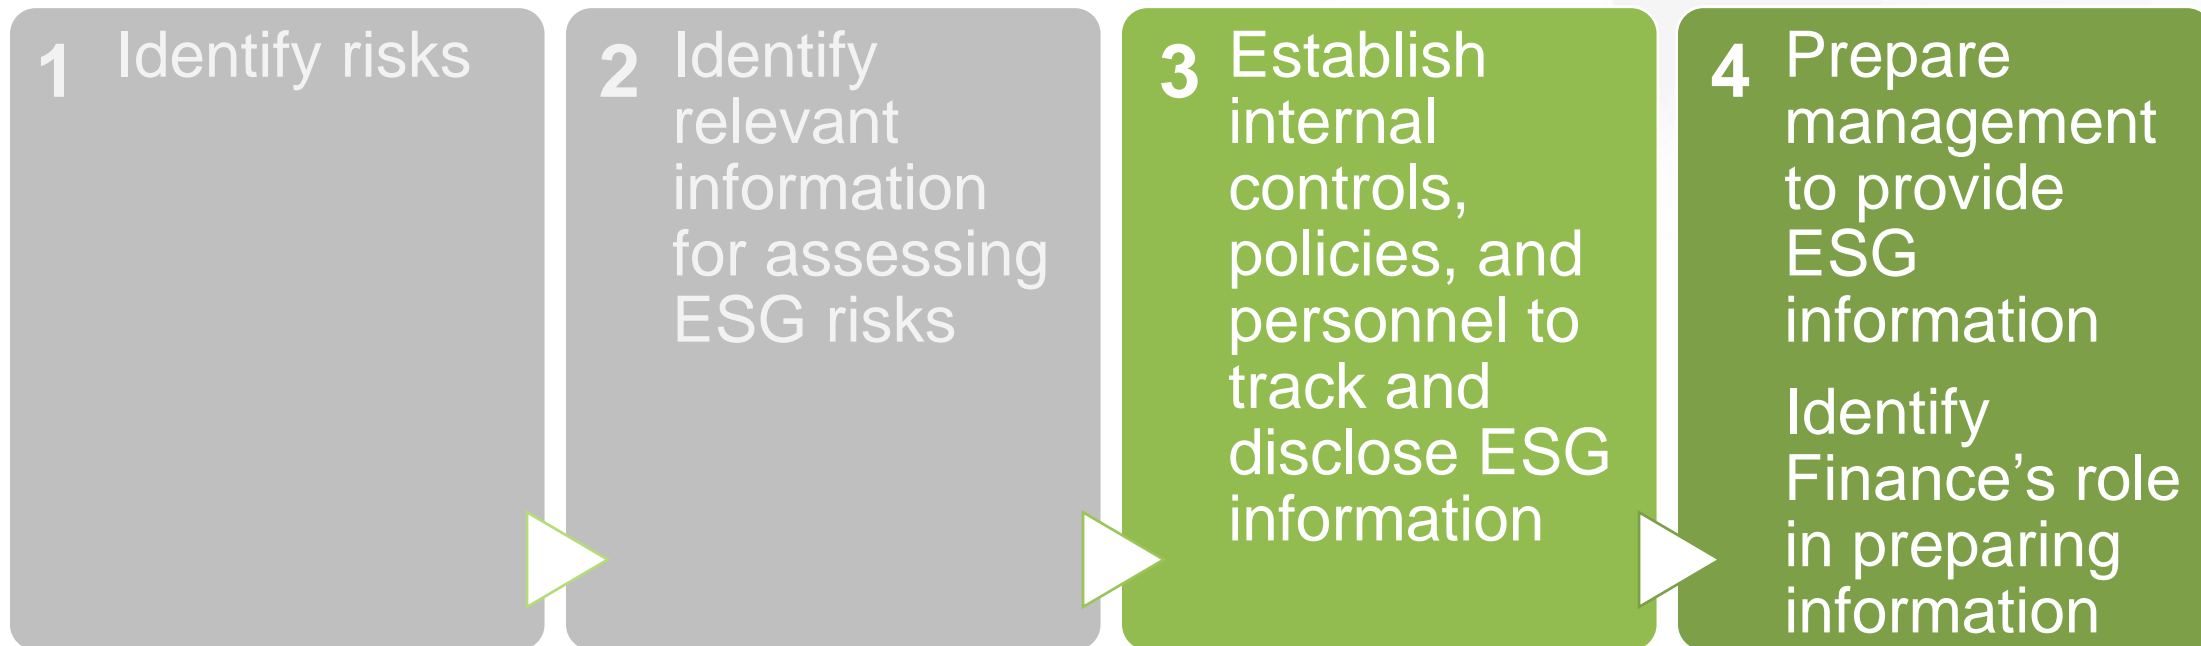 1 Identify risks
2 Identify
relevant
information
for assessing
ESG risks
3 Establish
internal
controls,
policies, and
personnel to
track and
disclose ESG
information
4 Prepare
management
to provide
ESG
information
Identify
Finance’s role
in preparing
information